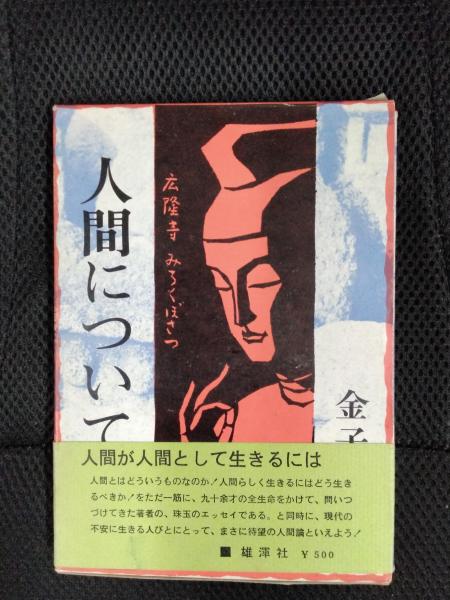 人間について
広隆寺 みろくぼさつ
金子
人間が人間として生きるには
人間とはどういうものなのか!人間らしく生きるにはどう生き
るべきか!をただ一筋に、九十余才の全生命をかけて、問いつ
づけてきた著者の、珠玉のエッセイである。と同時に、現代の
不安に生きる人びとにとって、まさに待望の人間論といえよう!
雄渾社 ¥500